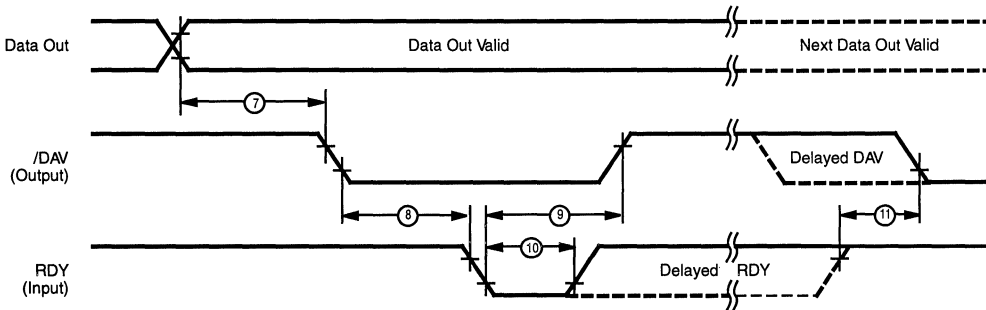 Data Out
Data Out Valid
Next Data Out Valid
7
/DAV
(Output)
Delayed DAV
8
9
11
10
RDY
(Input)
Delayed RDY